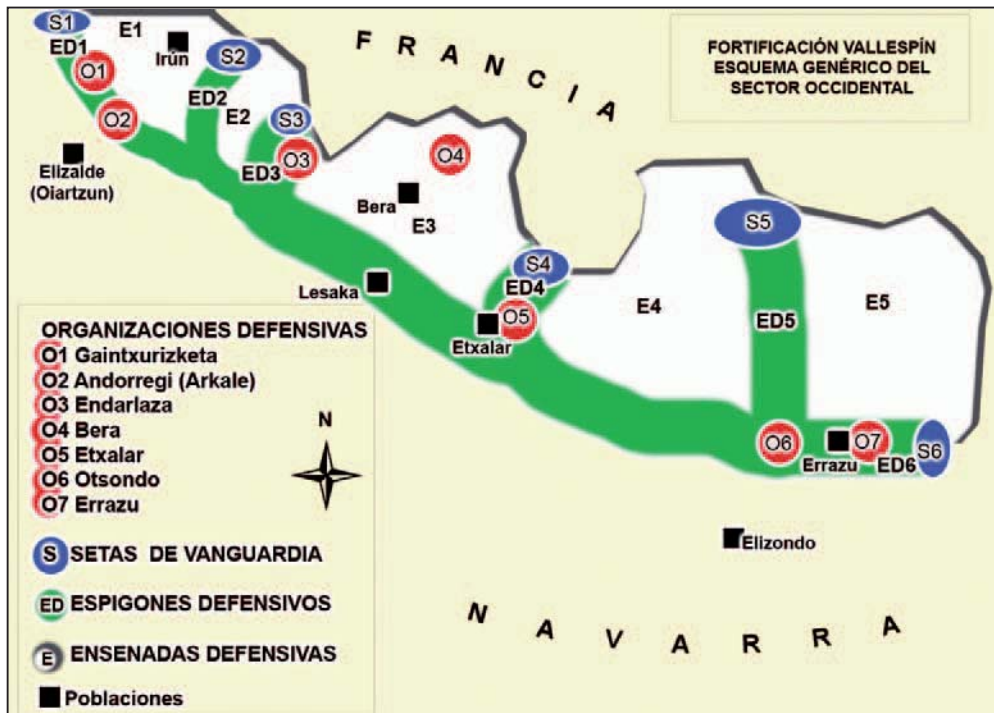 FORTIFICACIÓN VALLESPÍN
ESQUEMA GENÉRICO DEL
SECTOR OCCIDENTAL
FRANCIA
S1
E1
ED1
Irún
O1
S2
ED2
E2
O2
S3
O3
ED3
O4
Elizalde
(Oiartzun)
Bera
E3
S4
ED4
O5
Lesaka
Etxalar
S5
E4
E5
ED5
O6
O7
S6
Errazu
ED6
Elizondo
NAVARRA
ORGANIZACIONES DEFENSIVAS
O1 Gaintxurizketa
O2 Andorregi (Arkale)
O3 Endarlaza
O4 Bera
O5 Etxalar
O6 Otsondo
O7 Errazu
N
S SETAS DE VANGUARDIA
ED ESPIGONES DEFENSIVOS
E ENSENADAS DEFENSIVAS
Poblaciones